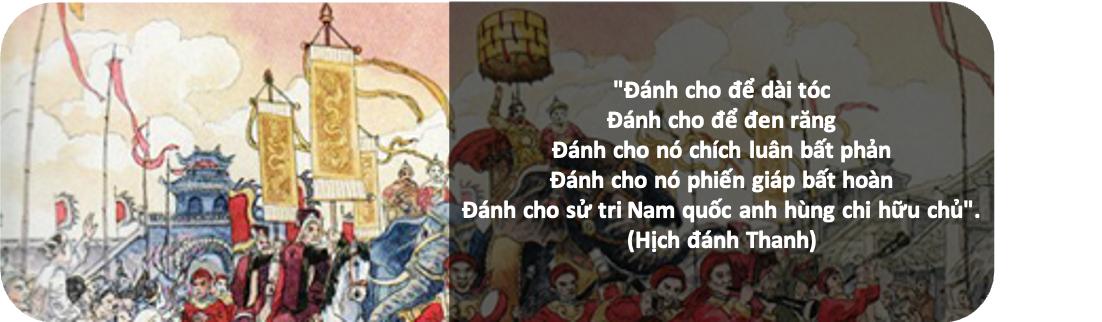 "Đánh cho để dài tóc
Đánh cho để đen răng
Đánh cho nó chích luân bất phản
Đánh cho nó phiến giáp bất hoàn
Đánh cho sử tri Nam quốc anh hùng chi hữu chủ".
(Hịch đánh Thanh)